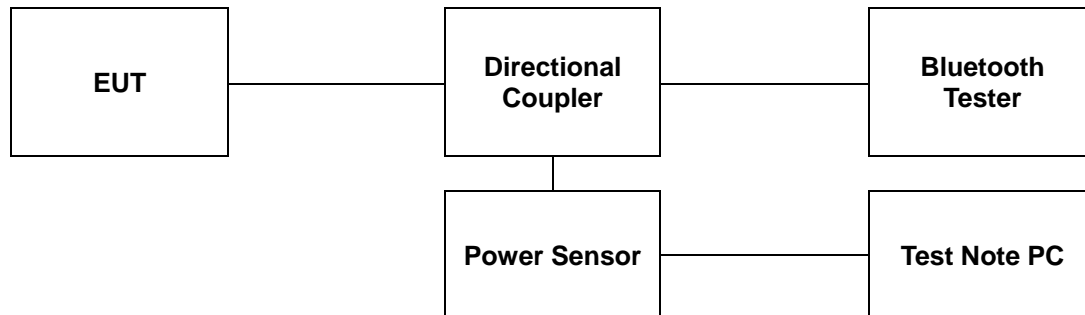 EUT
Directional
Coupler
Bluetooth
Tester
Power Sensor
Test Note PC